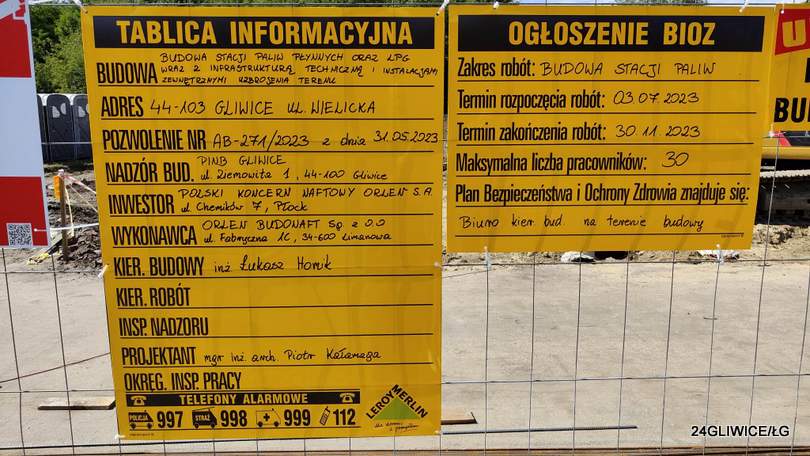 TABLICA INFORMACYJNA
BUDOWA BUDOWA STACJI PALIW PŁYNNYCH ORAZ LPG
WRAZ Z INFRASTRUKTURĄ TECHNICZNĄ I INSTALACJAMI
ZEWNĘTRZNYMI UZBROJENIA TERENU
ADRES 44-103 GLIWICE UL. WIELICKA
POZWOLENIE NR AB-271/2023 z dnia 31.05.2023
NADZÓR BUD. PINB GLIWICE
ul. Ziemowita 1, 44-100 Gliwice
INWESTOR POLSKI KONCERN NAFTOWY ORLEN S.A.
ul. Chemików 7, Płock
WYKONAWCA ORLEN BUDONAFT Sp. z o.o
ul. Fabryczna 1C, 34-600 Limanowa
KIER. BUDOWY inż Łukasz
KIER. ROBÓT
INSP. NADZORU
PROJEKTANT mgr inż. arch. Piotr
OKRĘG. INSP. PRACY
TELEFONY ALARMOWE
POLICJA 997 STRAŻ 998 999 112
LEROY MERLIN
OGŁOSZENIE BIOZ
Zakres robót: BUDOWA STACJI PALIW
Termin rozpoczęcia robót: 03.07.2023
Termin zakończenia robót: 30.11.2023
Maksymalna liczba pracowników: 30
Plan Bezpieczeństwa i Ochrony Zdrowia znajduje się:
Biuro kier. bud. na terenie budowy
BU
24GLIWICE/ŁG